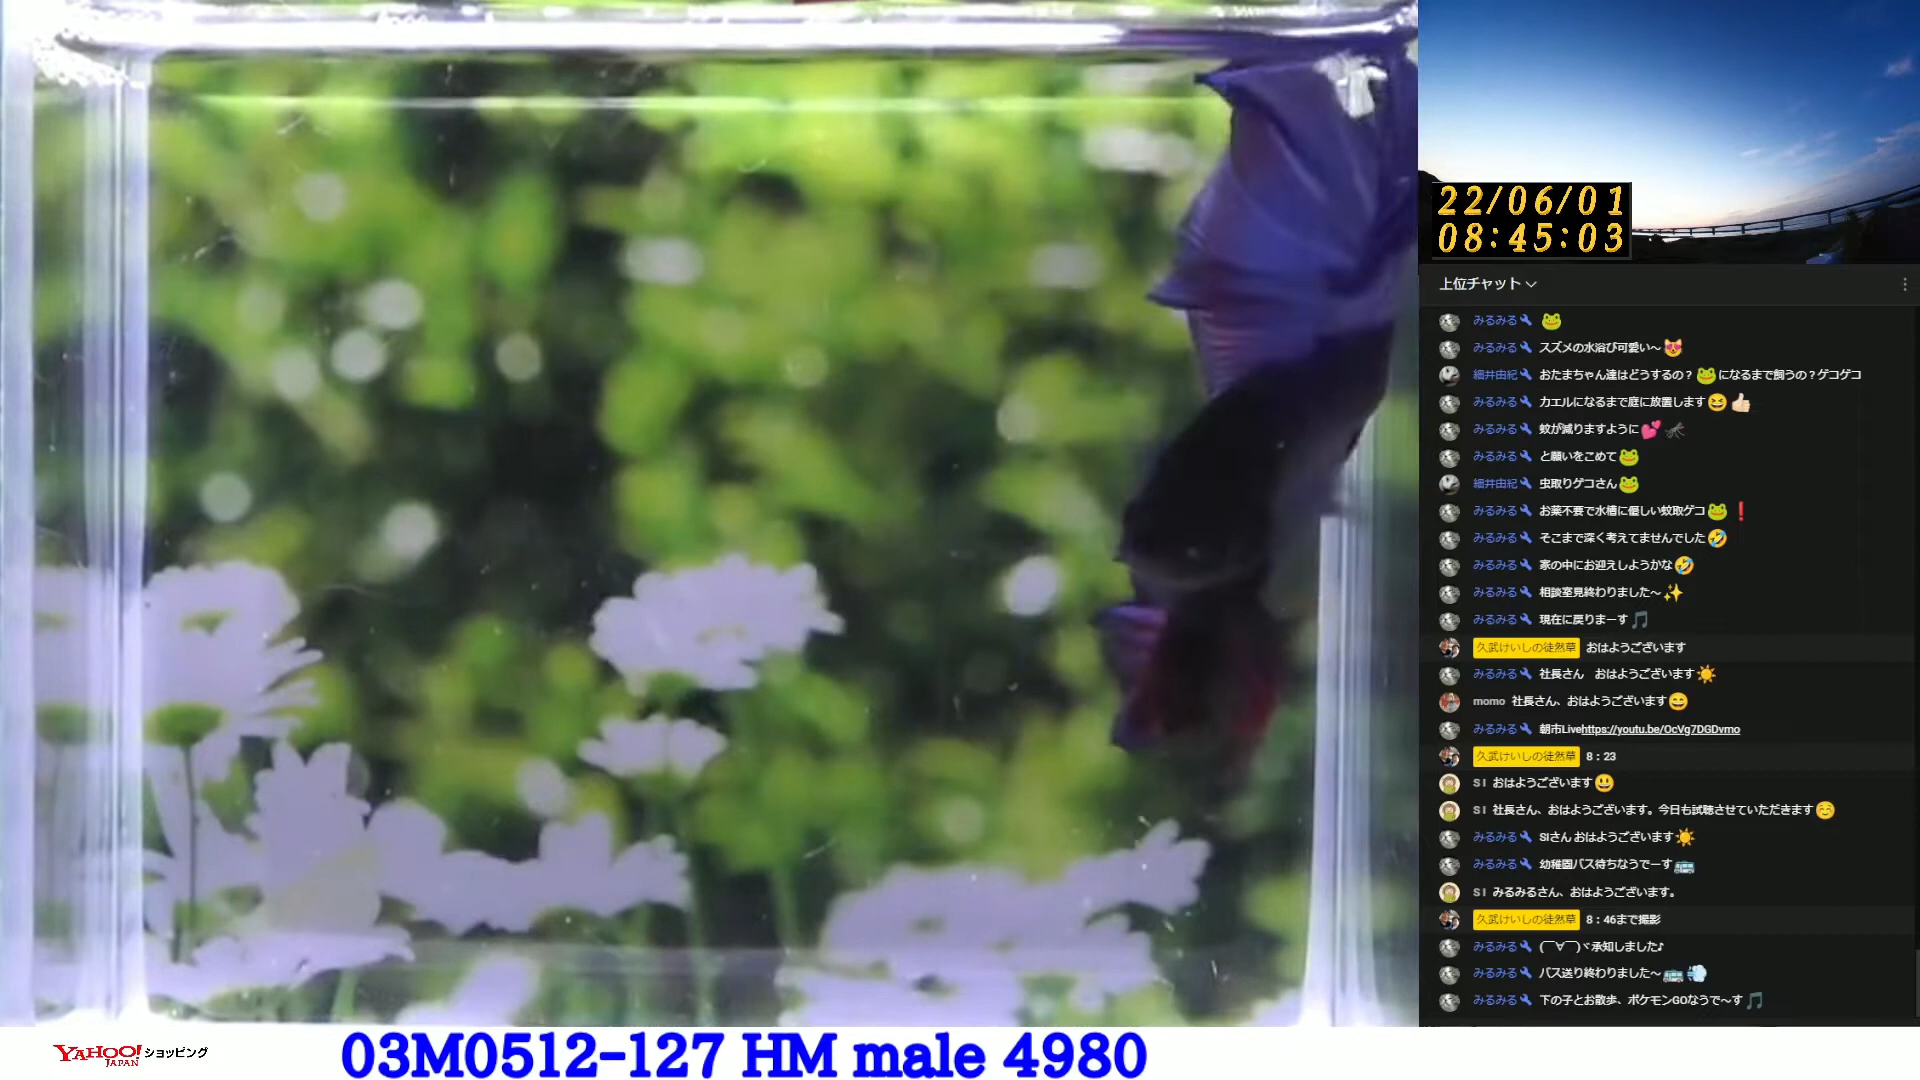 22/06/01
08:45:03
上位チャット
みるみる 🐸
みるみる スズメの水浴び可愛い〜😻
細井由紀 おたまちゃん達はどうするの？🐸になるまで飼うの？ゲコゲコ
みるみる カエルになるまで庭に放置します😆👍🏻
みるみる 蚊が減りますように💕🦟
みるみる と願いをこめて🐸
細井由紀 虫取りゲコさん🐸
みるみる お薬不要で水槽に優しい蚊取ゲコ🐸❗
みるみる そこまで深く考えてませんでした🤣
みるみる 家の中にお迎えしようかな🤣
みるみる 相談室見終わりました〜✨
みるみる 現在に戻りまーす🎵
久武けいしの徒然草 おはようございます
みるみる 社長さん　おはようございます☀
momo 社長さん、おはようございます😄
みるみる 朝市Livehttps://youtu.be/OcVg7DGDvmo
久武けいしの徒然草 8：23
S I おはようございます😃
S I 社長さん、おはようございます。今日も試聴させていただきます☺
みるみる SIさん おはようございます☀
みるみる 幼稚園バス待ちなうでーす🚌
S I みるみるさん、おはようございます。
久武けいしの徒然草 8：46まで撮影
みるみる (￣∀￣)ヾ承知しました♪
みるみる バス送り終わりました〜🚌💨
みるみる 下の子とお散歩、ポケモンGOなうで〜す🎵
YAHOO! JAPAN ショッピング
03M0512-127 HM male 4980